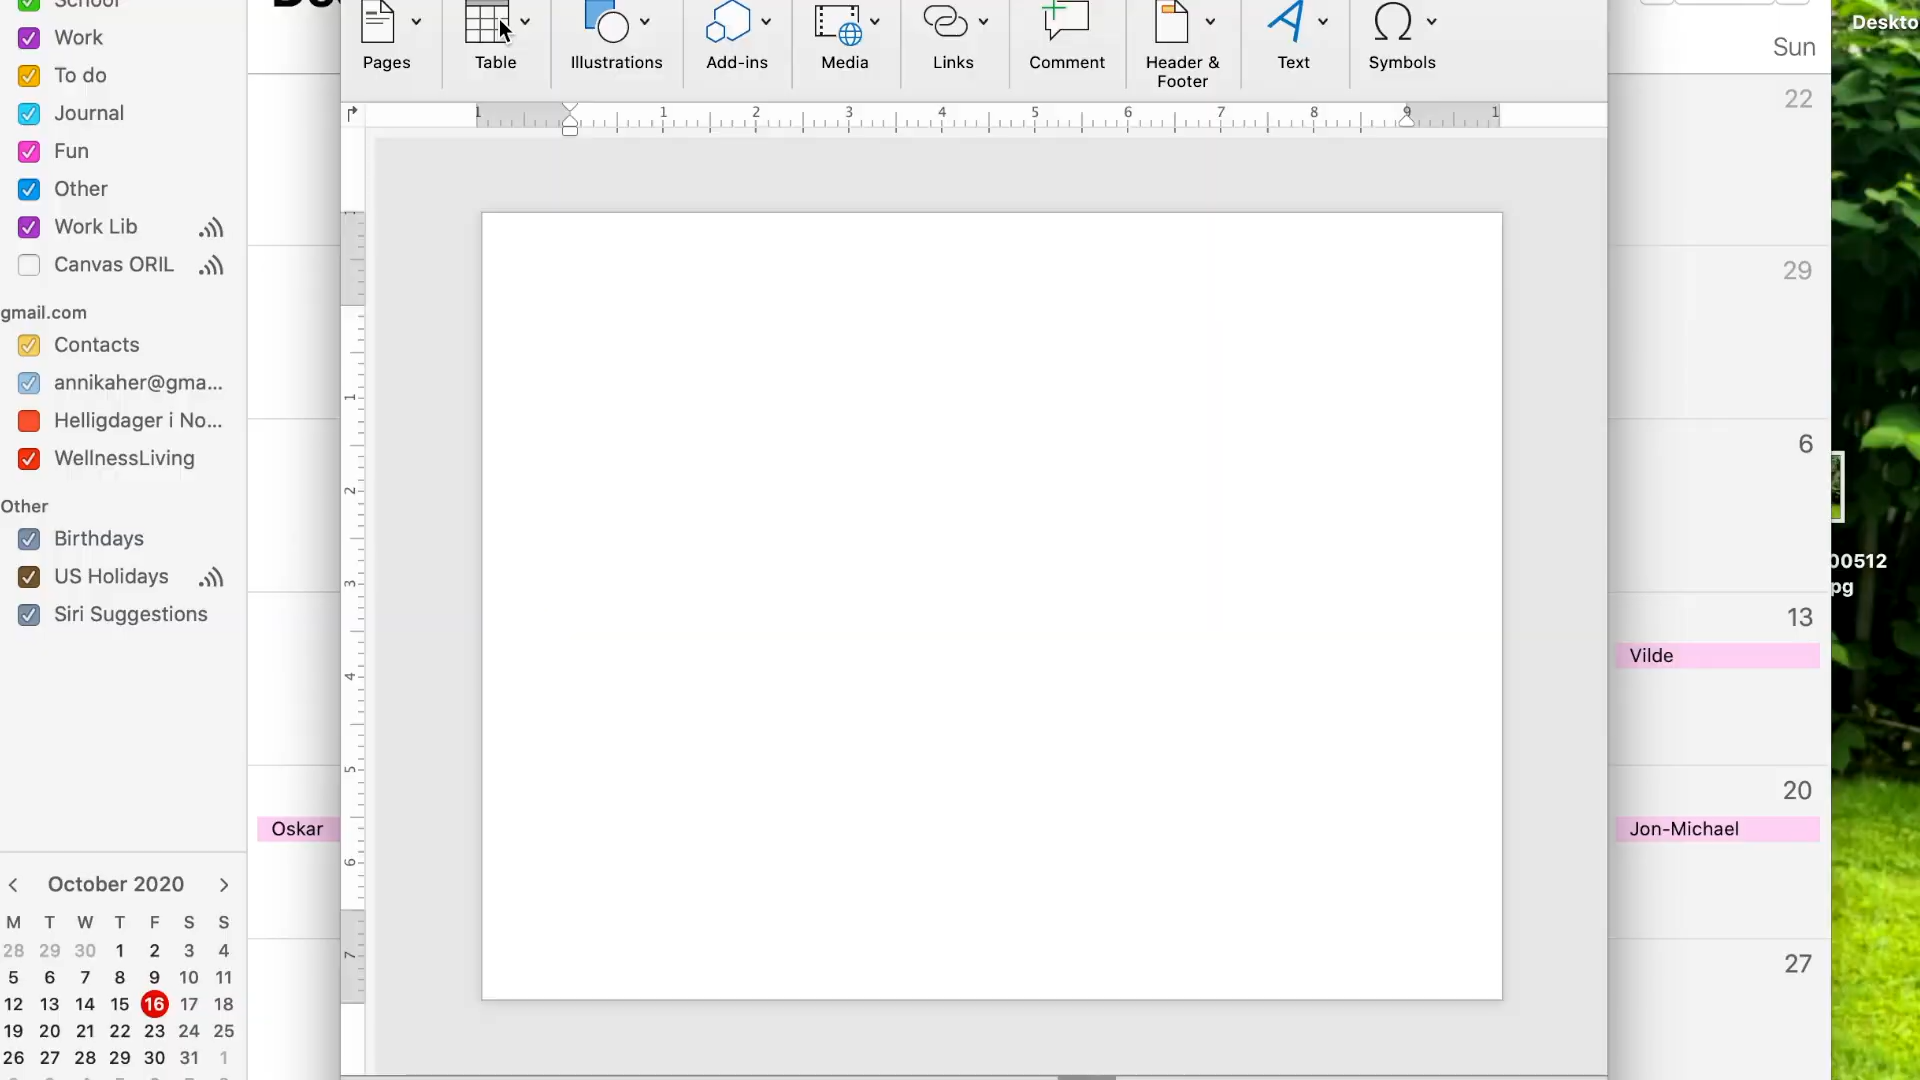 Work
To do
Journal
Fun
Other
Work Lib
Canvas ORIL
gmail.com
Contacts
annikaher@gma...
Helligdager i No...
WellnessLiving
Other
Birthdays
US Holidays
Siri Suggestions
October 2020
M T W T F S S
28 29 30 1 2 3 4
5 6 7 8 9 10 11
12 13 14 15 16 17 18
19 20 21 22 23 24 25
26 27 28 29 30 31 1
Oskar
Pages
Table
Illustrations
Add-ins
Media
Links
Comment
Header &
Footer
Text
Symbols
1 1 2 3 4 5 6 7 8 9 1
1
2
3
4
5
6
7
Sun
22
29
6
13
Vilde
20
Jon-Michael
27
Deskto
00512
pg